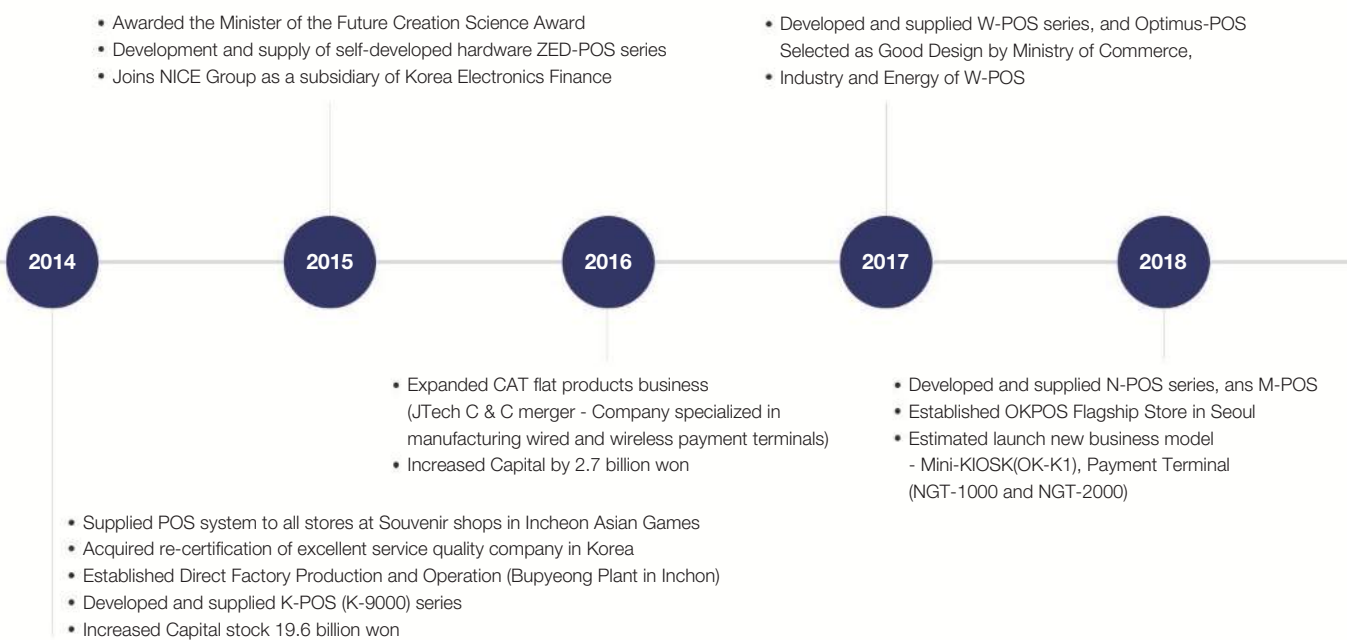 • Awarded the Minister of the Future Creation Science Award
• Development and supply of self-developed hardware ZED-POS series
• Joins NICE Group as a subsidiary of Korea Electronics Finance
• Developed and supplied W-POS series, and Optimus-POS
Selected as Good Design by Ministry of Commerce,
• Industry and Energy of W-POS
2014
2015
2016
2017
2018
• Expanded CAT flat products business
(JTech C & C merger - Company specialized in
manufacturing wired and wireless payment terminals)
• Increased Capital by 2.7 billion won
• Developed and supplied N-POS series, ans M-POS
• Established OKPOS Flagship Store in Seoul
• Estimated launch new business model
- Mini-KIOSK(OK-K1), Payment Terminal
(NGT-1000 and NGT-2000)
• Supplied POS system to all stores at Souvenir shops in Incheon Asian Games
• Acquired re-certification of excellent service quality company in Korea
• Established Direct Factory Production and Operation (Bupyeong Plant in Inchon)
• Developed and supplied K-POS (K-9000) series
• Increased Capital stock 19.6 billion won